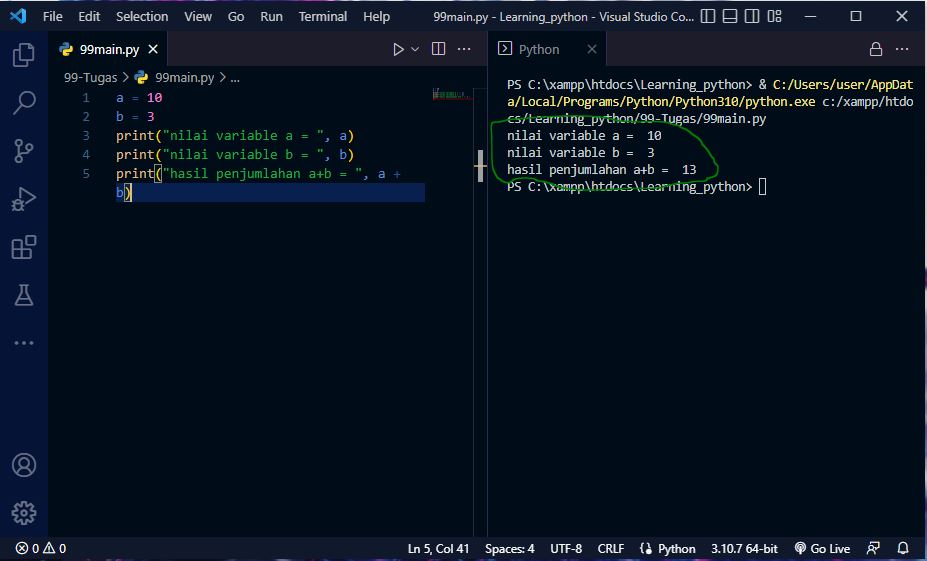 File Edit Selection View Go Run Terminal Help 99main.py - Learning_python - Visual Studio Co...
99main.py
Python
99-Tugas > 99main.py > ...
1 a = 10
2 b = 3
3 print("nilai variable a = ", a)
4 print("nilai variable b = ", b)
5 print("hasil penjumlahan a+b = ", a +
b)
PS C:\xampp\htdocs\Learning_python> & C:/Users/user/AppDat
a/Local/Programs/Python/Python310/python.exe c:/xampp/htdo
cs/Learning_python/99-Tugas/99main.py
nilai variable a =  10
nilai variable b =  3
hasil penjumlahan a+b =  13
PS C:\xampp\htdocs\Learning_python>
0 0 Ln 5, Col 41 Spaces: 4 UTF-8 CRLF Python 3.10.7 64-bit Go Live